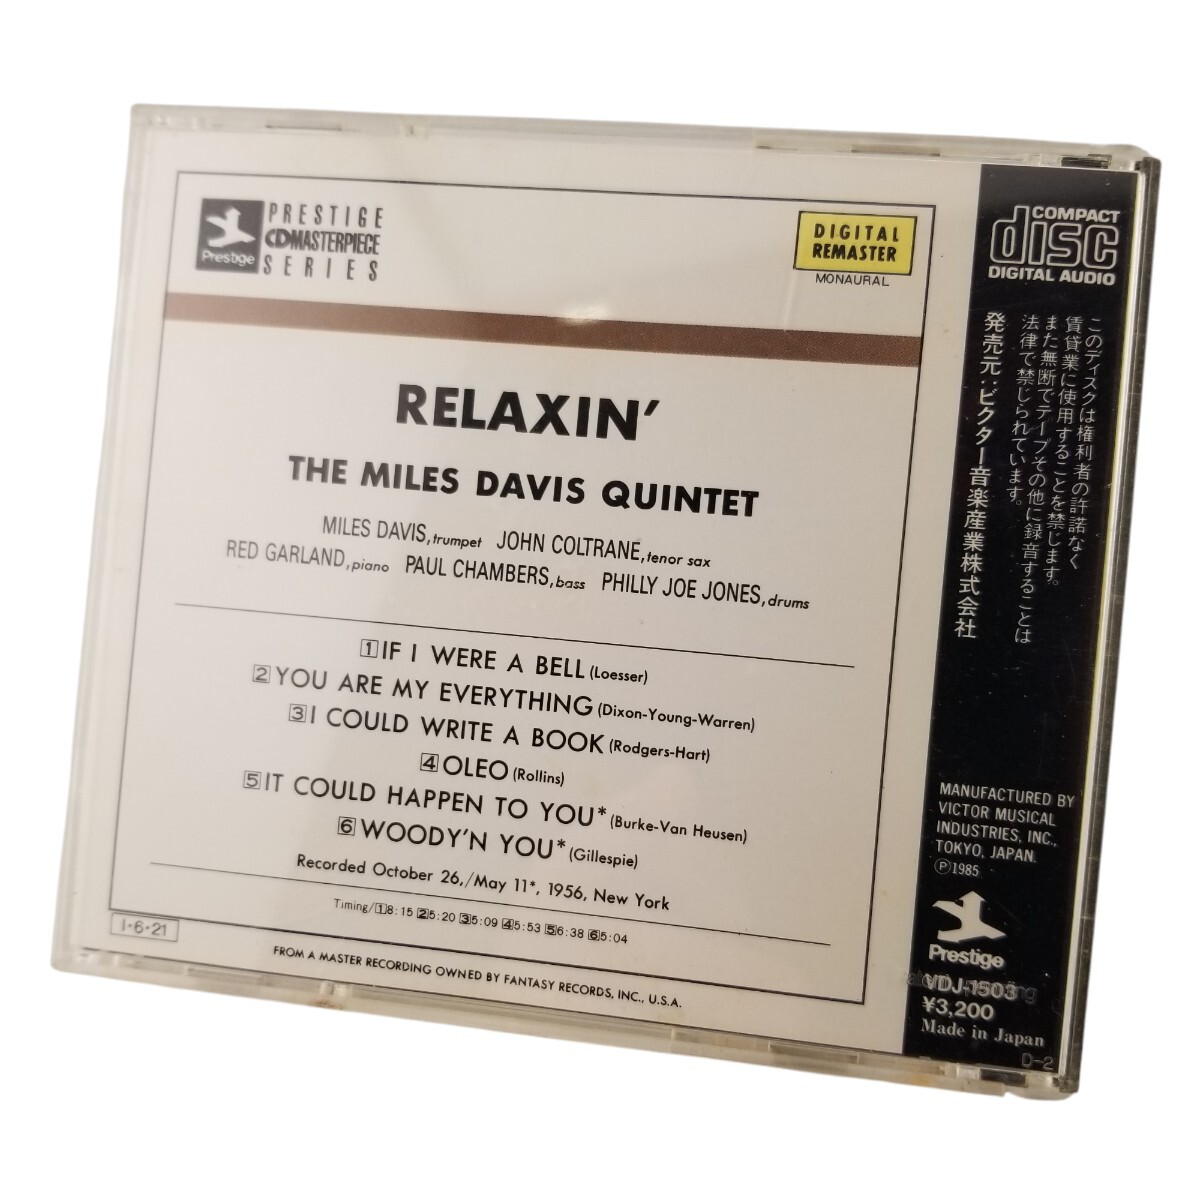 Prestige
PRESTIGE
CD MASTERPIECE
SERIES
DIGITAL
REMASTER
MONAURAL
RELAXIN'
THE MILES DAVIS QUINTET
MILES DAVIS, trumpet JOHN COLTRANE, tenor sax
RED GARLAND, piano PAUL CHAMBERS, bass PHILLY JOE JONES, drums
1 IF I WERE A BELL (Loesser)
2 YOU ARE MY EVERYTHING (Dixon-Young-Warren)
3 I COULD WRITE A BOOK (Rodgers-Hart)
4 OLEO (Rollins)
5 IT COULD HAPPEN TO YOU* (Burke-Van Heusen)
6 WOODY'N YOU* (Gillespie)
Recorded October 26,/May 11*, 1956, New York
Timing/1 8:15 2 5:20 3 5:09 4 5:53 5 6:38 6 5:04
I·6·21
FROM A MASTER RECORDING OWNED BY FANTASY RECORDS, INC., U.S.A.
COMPACT
disc
DIGITAL AUDIO
このディスクは権利者の許諾なく
賃貸業に使用することを禁じます。
また無断でテープその他に録音することは
法律で禁じられています。
発売元:ビクター音楽産業株式会社
MANUFACTURED BY
VICTOR MUSICAL
INDUSTRIES, INC.,
TOKYO, JAPAN.
Ⓟ1985
Prestige
VDJ-1503
¥3,200
Made in Japan
D-2